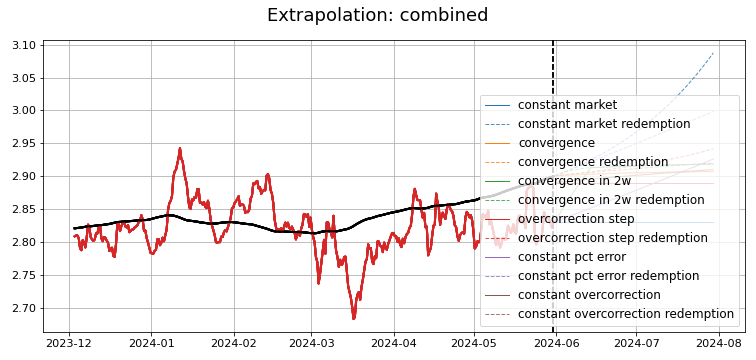 Extrapolation: combined
3.10
3.05
3.00
2.95
2.90
2.85
2.80
2.75
2.70
constant market
constant market redemption
convergence
convergence redemption
convergence in 2w
convergence in 2w redemption
overcorrection step
overcorrection step redemption
constant pct error
constant pct error redemption
constant overcorrection
constant overcorrection redemption
2023-12 2024-01 2024-02 2024-03 2024-04 2024-05 2024-06 2024-07 2024-08